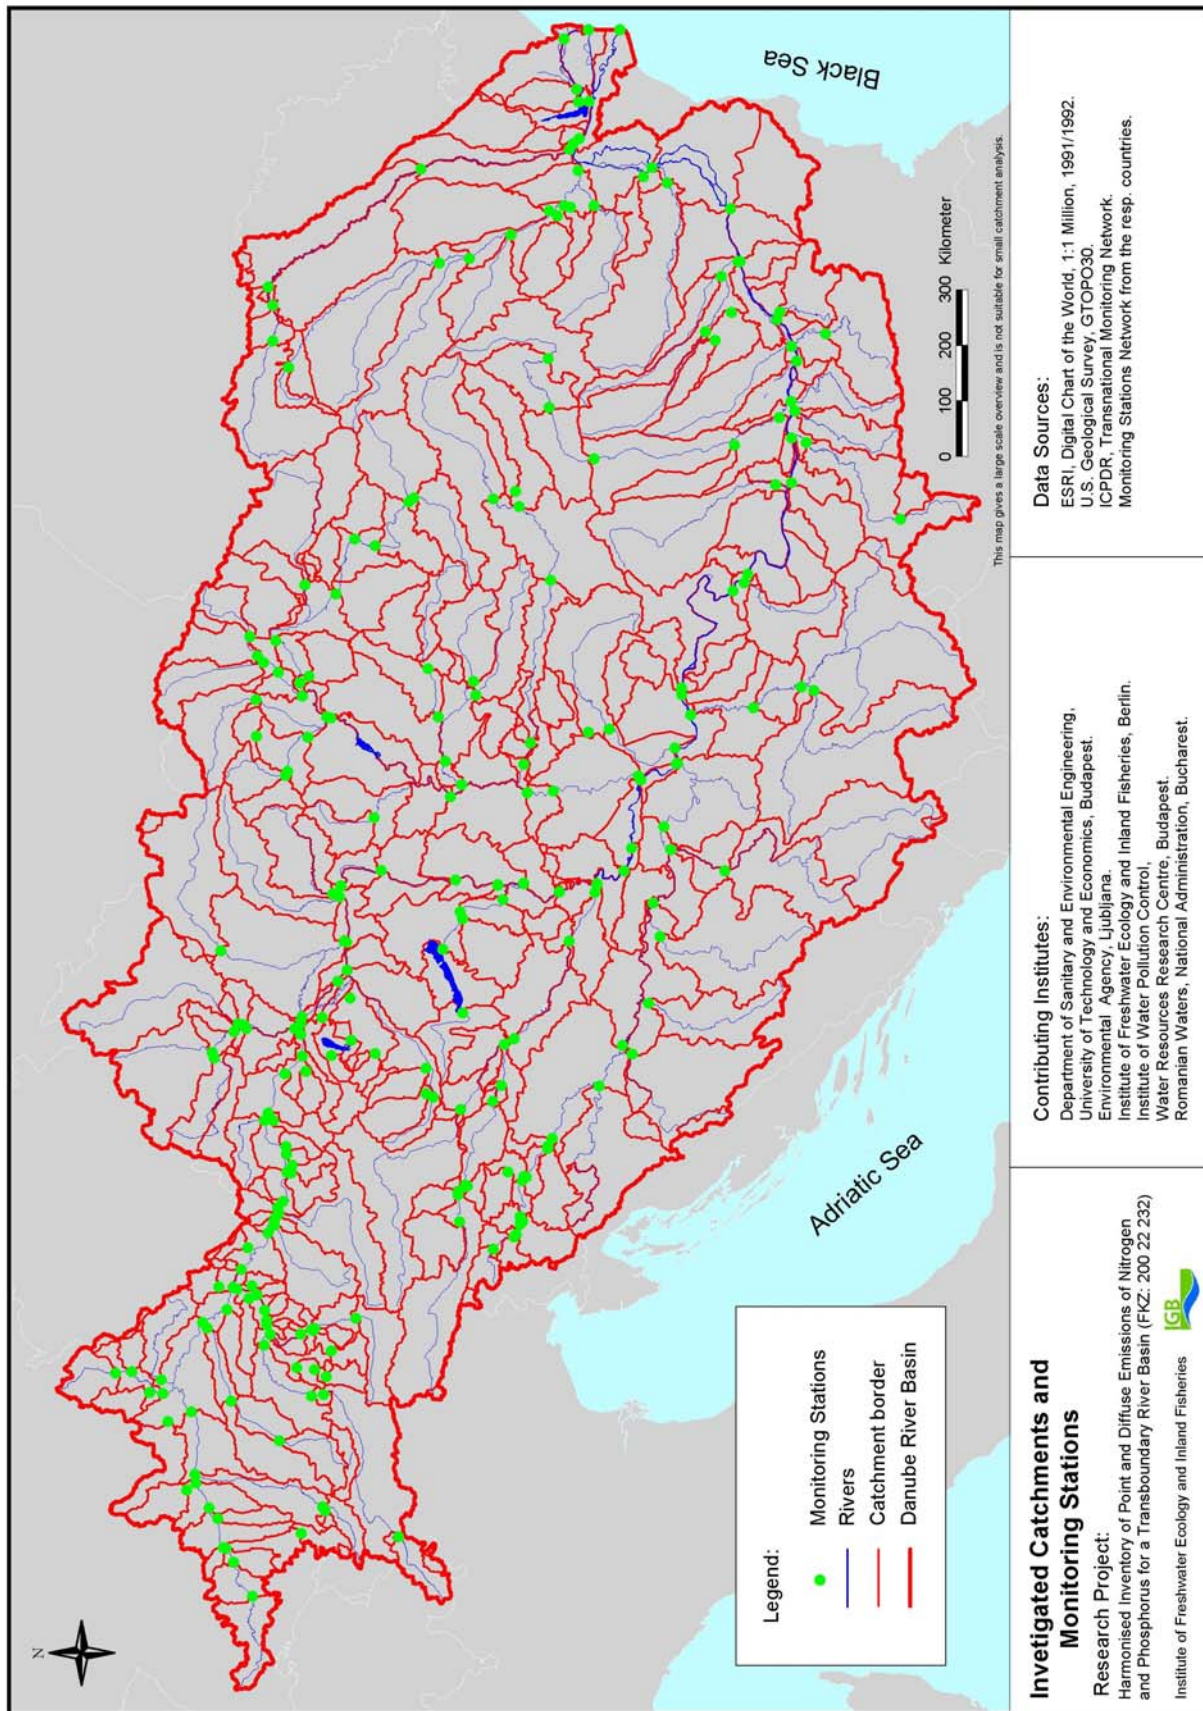 N
Black Sea
Adriatic Sea
0 100 200 300 Kilometer
This map gives a large scale overview and is not suitable for small catchment analysis.
Legend:
Monitoring Stations
Rivers
Catchment border
Danube River Basin
Invetigated Catchments and
Monitoring Stations
Research Project:
Harmonised Inventory of Point and Diffuse Emissions of Nitrogen
and Phosphorus for a Transboundary River Basin (FKZ: 200 22 232)
Institute of Freshwater Ecology and Inland Fisheries
IGB
Contributing Institutes:
Department of Sanitary and Environmental Engineering,
University of Technology and Economics, Budapest.
Environmental Agency, Ljubljana.
Institute of Freshwater Ecology and Inland Fisheries, Berlin.
Institute of Water Pollution Control,
Water Resources Research Centre, Budapest.
Romanian Waters, National Administration, Bucharest.
Data Sources:
ESRI, Digital Chart of the World, 1:1 Million, 1991/1992.
U.S. Geological Survey, GTOPO30.
ICPDR, Transnational Monitoring Network.
Monitoring Stations Network from the resp. countries.